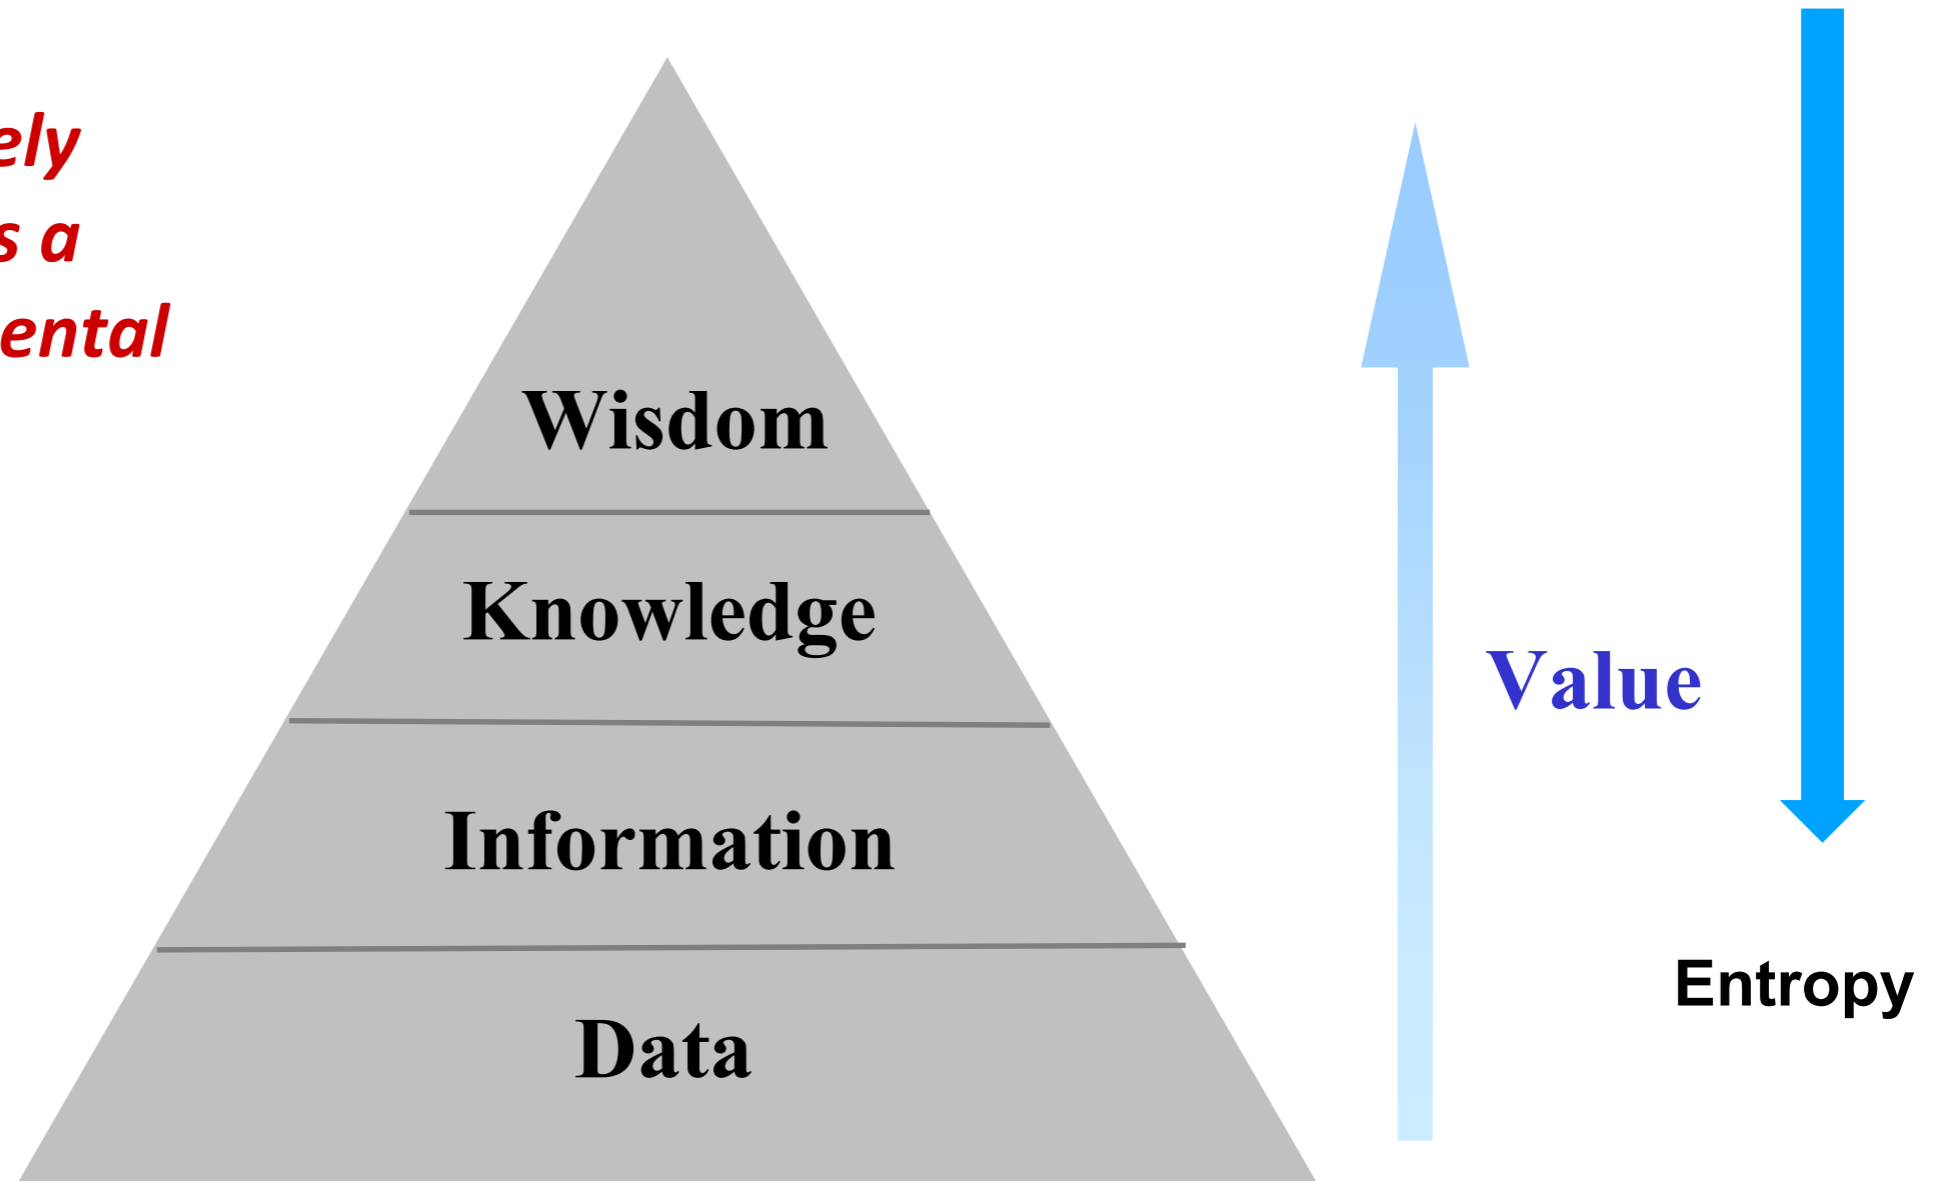 ely
s a
ental
Wisdom
Knowledge
Value
Information
Entropy
Data